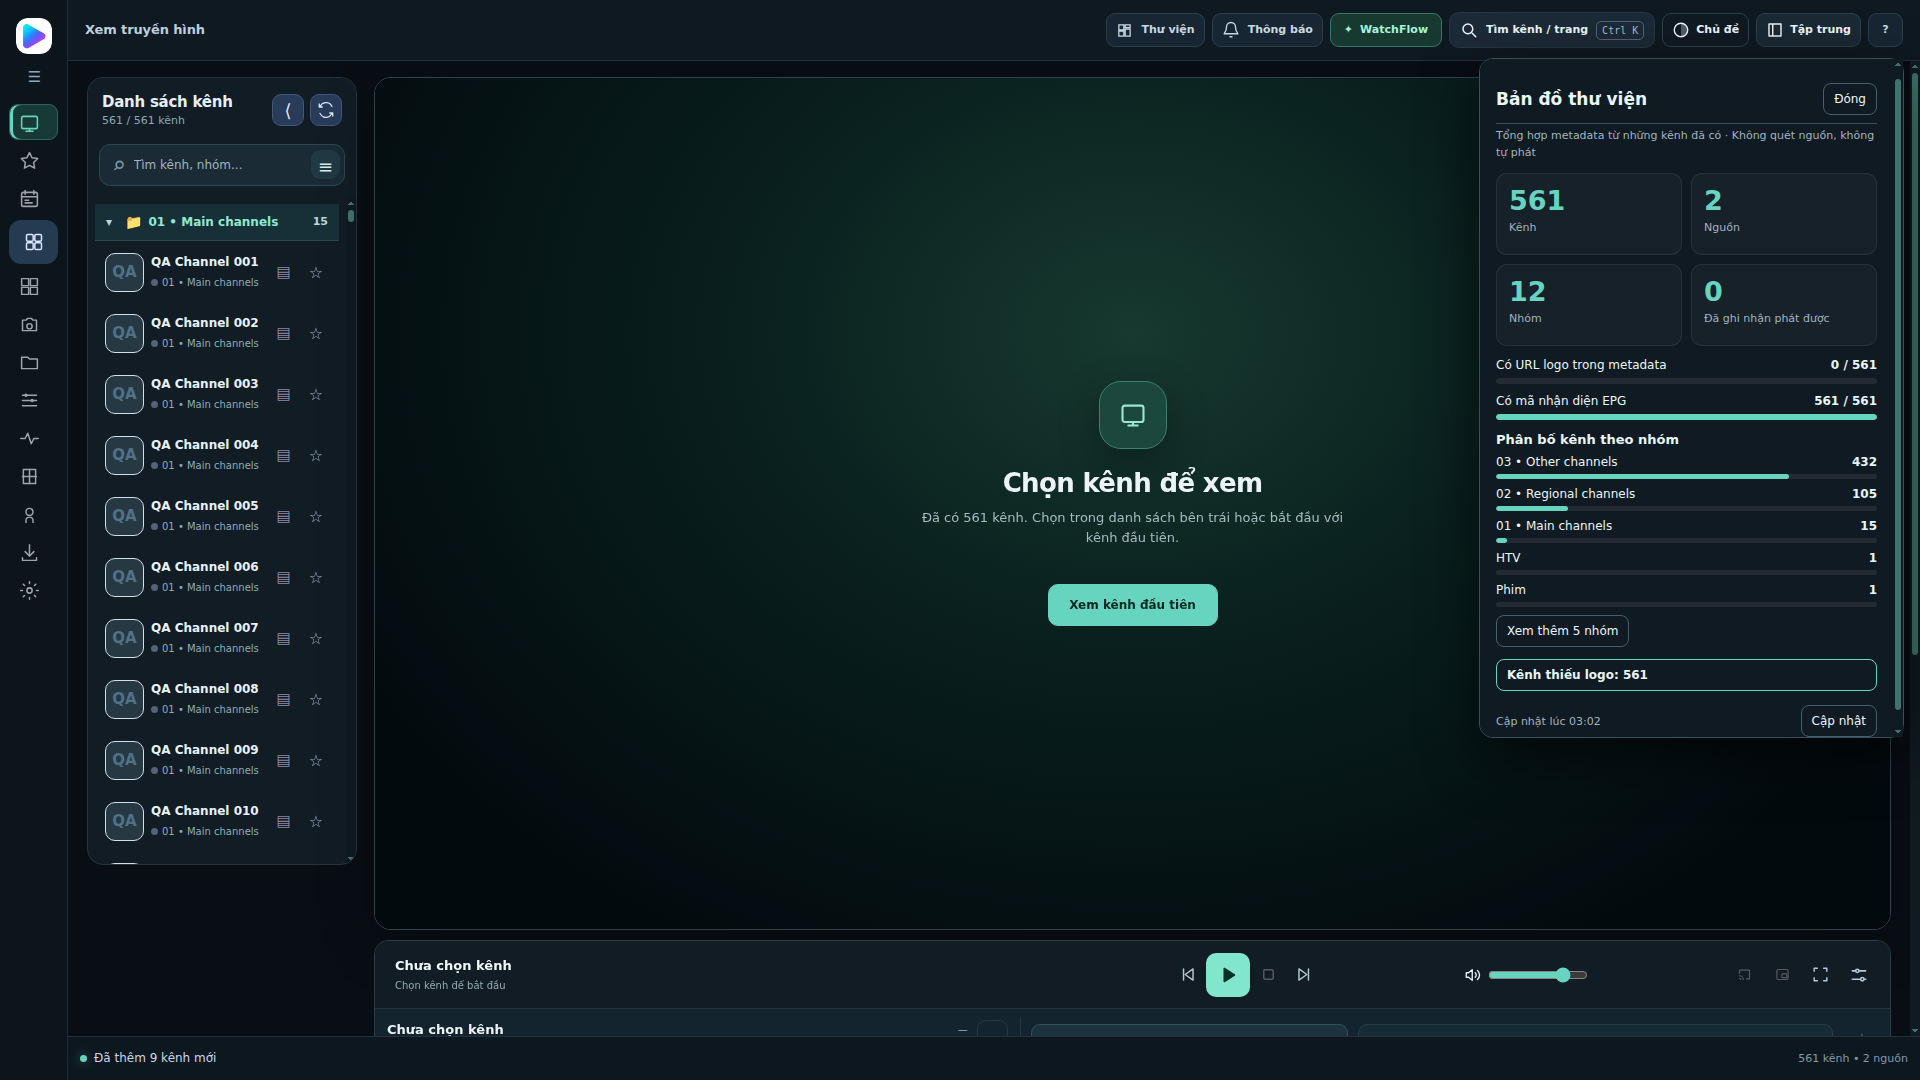 Xem truyền hình
Thư viện
Thông báo
✦ WatchFlow
Tìm kênh / trang
Ctrl K
Chủ đề
Tập trung
?
Danh sách kênh
561 / 561 kênh
Tìm kênh, nhóm...
01 • Main channels
15
QA
QA Channel 001
01 • Main channels
QA
QA Channel 002
01 • Main channels
QA
QA Channel 003
01 • Main channels
QA
QA Channel 004
01 • Main channels
QA
QA Channel 005
01 • Main channels
QA
QA Channel 006
01 • Main channels
QA
QA Channel 007
01 • Main channels
QA
QA Channel 008
01 • Main channels
QA
QA Channel 009
01 • Main channels
QA
QA Channel 010
01 • Main channels
Chọn kênh để xem
Đã có 561 kênh. Chọn trong danh sách bên trái hoặc bắt đầu với
kênh đầu tiên.
Xem kênh đầu tiên
Bản đồ thư viện
Đóng
Tổng hợp metadata từ những kênh đã có · Không quét nguồn, không
tự phát
561
Kênh
2
Nguồn
12
Nhóm
0
Đã ghi nhận phát được
Có URL logo trong metadata
0 / 561
Có mã nhận diện EPG
561 / 561
Phân bố kênh theo nhóm
03 • Other channels
432
02 • Regional channels
105
01 • Main channels
15
HTV
1
Phim
1
Xem thêm 5 nhóm
Kênh thiếu logo: 561
Cập nhật lúc 03:02
Cập nhật
Chưa chọn kênh
Chọn kênh để bắt đầu
Chưa chọn kênh
Đã thêm 9 kênh mới
561 kênh • 2 nguồn